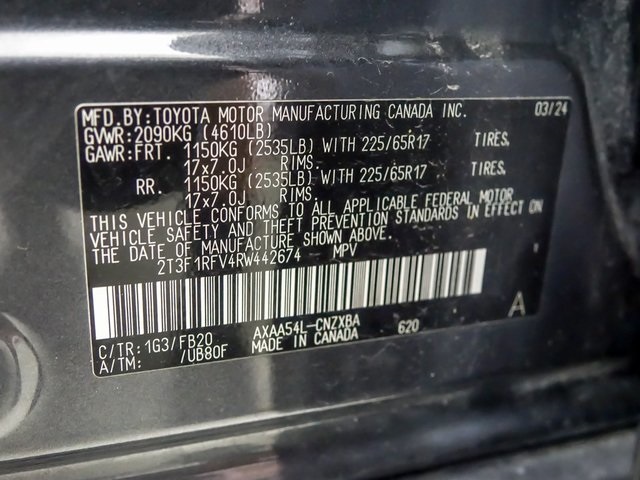 MFD.BY:TOYOTA MOTOR MANUFACTURING CANADA INC. 03/24
GVWR:2090KG (4610LB)
GAWR:FRT. 1150KG (2535LB) WITH 225/65R17 TIRES.
17x7.0J RIMS.
RR. 1150KG (2535LB) WITH 225/65R17 TIRES.
17x7.0J RIMS.
THIS VEHICLE CONFORMS TO ALL APPLICABLE FEDERAL MOTOR
VEHICLE SAFETY AND THEFT PREVENTION STANDARDS IN EFFECT ON
THE DATE OF MANUFACTURE SHOWN ABOVE.
2T3F1RFV4RW442674 MPV
A
C/TR:1G3/FB20 AXAA54L-CNZXBA 620
A/TM: /UB80F MADE IN CANADA